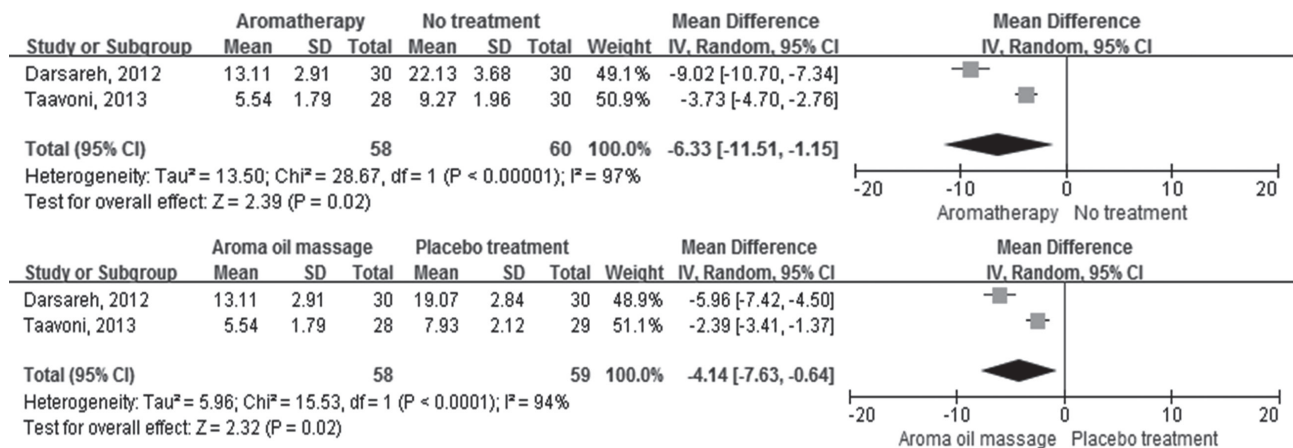 Aromatherapy No treatment Mean Difference Mean Difference
Study or Subgroup Mean SD Total Mean SD Total Weight IV, Random, 95% CI IV, Random, 95% CI
Darsareh, 2012 13.11 2.91 30 22.13 3.68 30 49.1% -9.02 [-10.70, -7.34]
Taavoni, 2013 5.54 1.79 28 9.27 1.96 30 50.9% -3.73 [-4.70, -2.76]
Total (95% CI) 58 60 100.0% -6.33 [-11.51, -1.15]
Heterogeneity: Tau² = 13.50; Chi² = 28.67, df = 1 (P < 0.00001); I² = 97%
Test for overall effect: Z = 2.39 (P = 0.02)
-20 -10 0 10 20
Aromatherapy No treatment
Aroma oil massage Placebo treatment Mean Difference Mean Difference
Study or Subgroup Mean SD Total Mean SD Total Weight IV, Random, 95% CI IV, Random, 95% CI
Darsareh, 2012 13.11 2.91 30 19.07 2.84 30 48.9% -5.96 [-7.42, -4.50]
Taavoni, 2013 5.54 1.79 28 7.93 2.12 29 51.1% -2.39 [-3.41, -1.37]
Total (95% CI) 58 59 100.0% -4.14 [-7.63, -0.64]
Heterogeneity: Tau² = 5.96; Chi² = 15.53, df = 1 (P < 0.0001); I² = 94%
Test for overall effect: Z = 2.32 (P = 0.02)
-20 -10 0 10 20
Aroma oil massage Placebo treatment